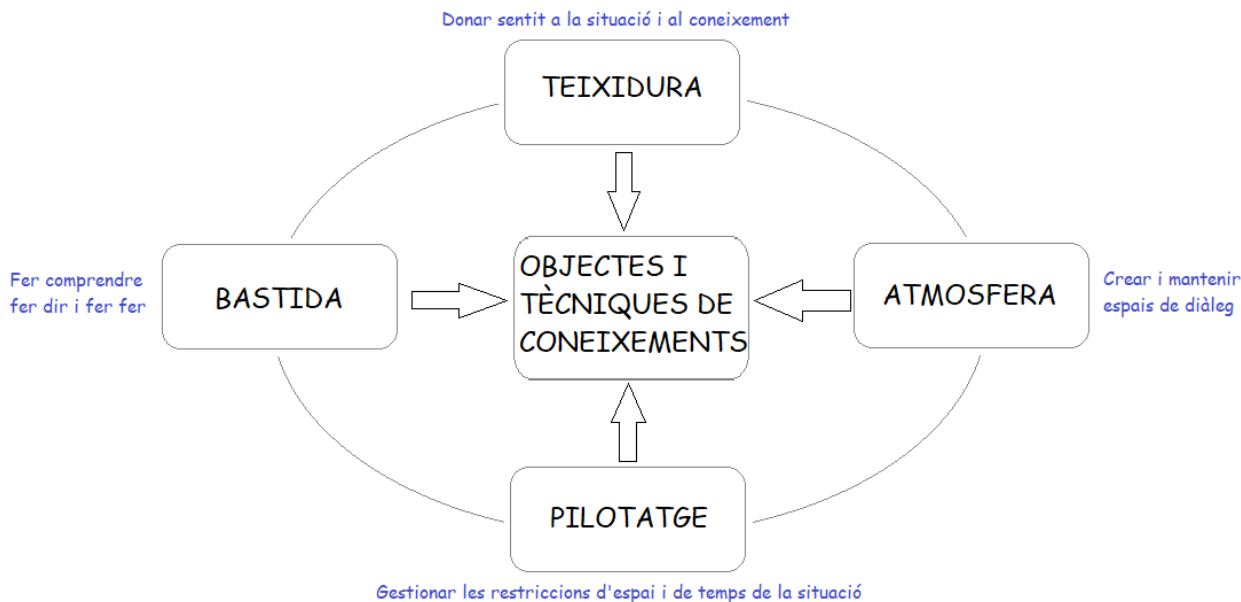 Donar sentit a la situació i al coneixement
TEIXIDURA
Fer comprendre
fer dir i fer fer
BASTIDA
OBJECTES I
TÈCNIQUES DE
CONEIXEMENTS
ATMOSFERA
Crear i mantenir
espais de diàleg
PILOTATGE
Gestionar les restriccions d'espai i de temps de la situació